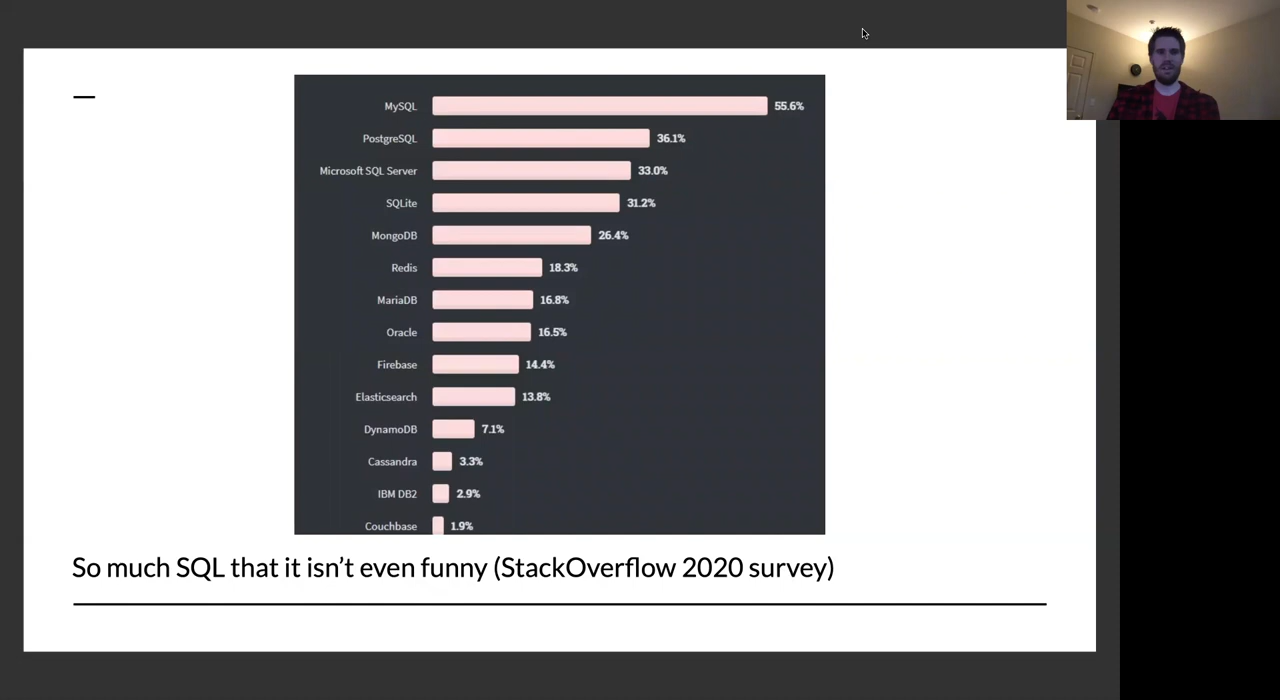 MySQL 55.6%
PostgreSQL 36.1%
Microsoft SQL Server 33.0%
SQLite 31.2%
MongoDB 26.4%
Redis 18.3%
MariaDB 16.8%
Oracle 16.5%
Firebase 14.4%
Elasticsearch 13.8%
DynamoDB 7.1%
Cassandra 3.3%
IBM DB2 2.9%
Couchbase 1.9%
So much SQL that it isn’t even funny (StackOverflow 2020 survey)